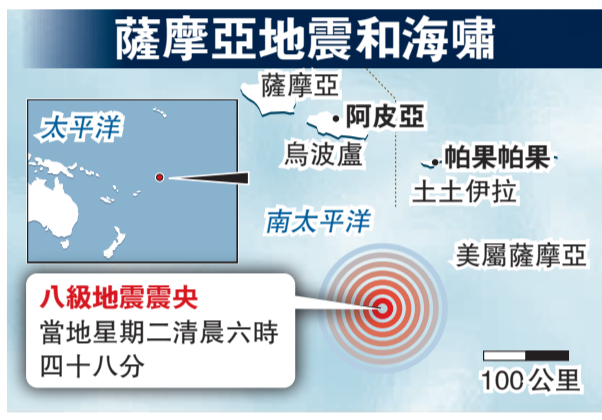 薩摩亞地震和海嘯
薩摩亞
阿皮亞
烏波盧
帕果帕果
土土伊拉
太平洋
南太平洋
美屬薩摩亞
八級地震震央
當地星期二清晨六時
四十八分
100公里